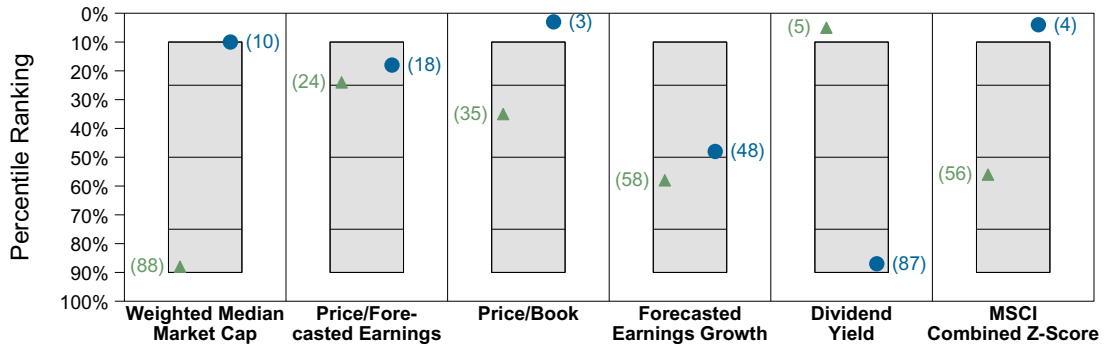 Percentile Ranking
0%
10%
20%
30%
40%
50%
60%
70%
80%
90%
100%
(10)
(88)
(24)
(18)
(35)
(3)
(58)
(48)
(5)
(87)
(56)
(4)
Weighted Median
Market Cap
Price/Fore-
casted Earnings
Price/Book
Forecasted
Earnings Growth
Dividend
Yield
MSCI
Combined Z-Score